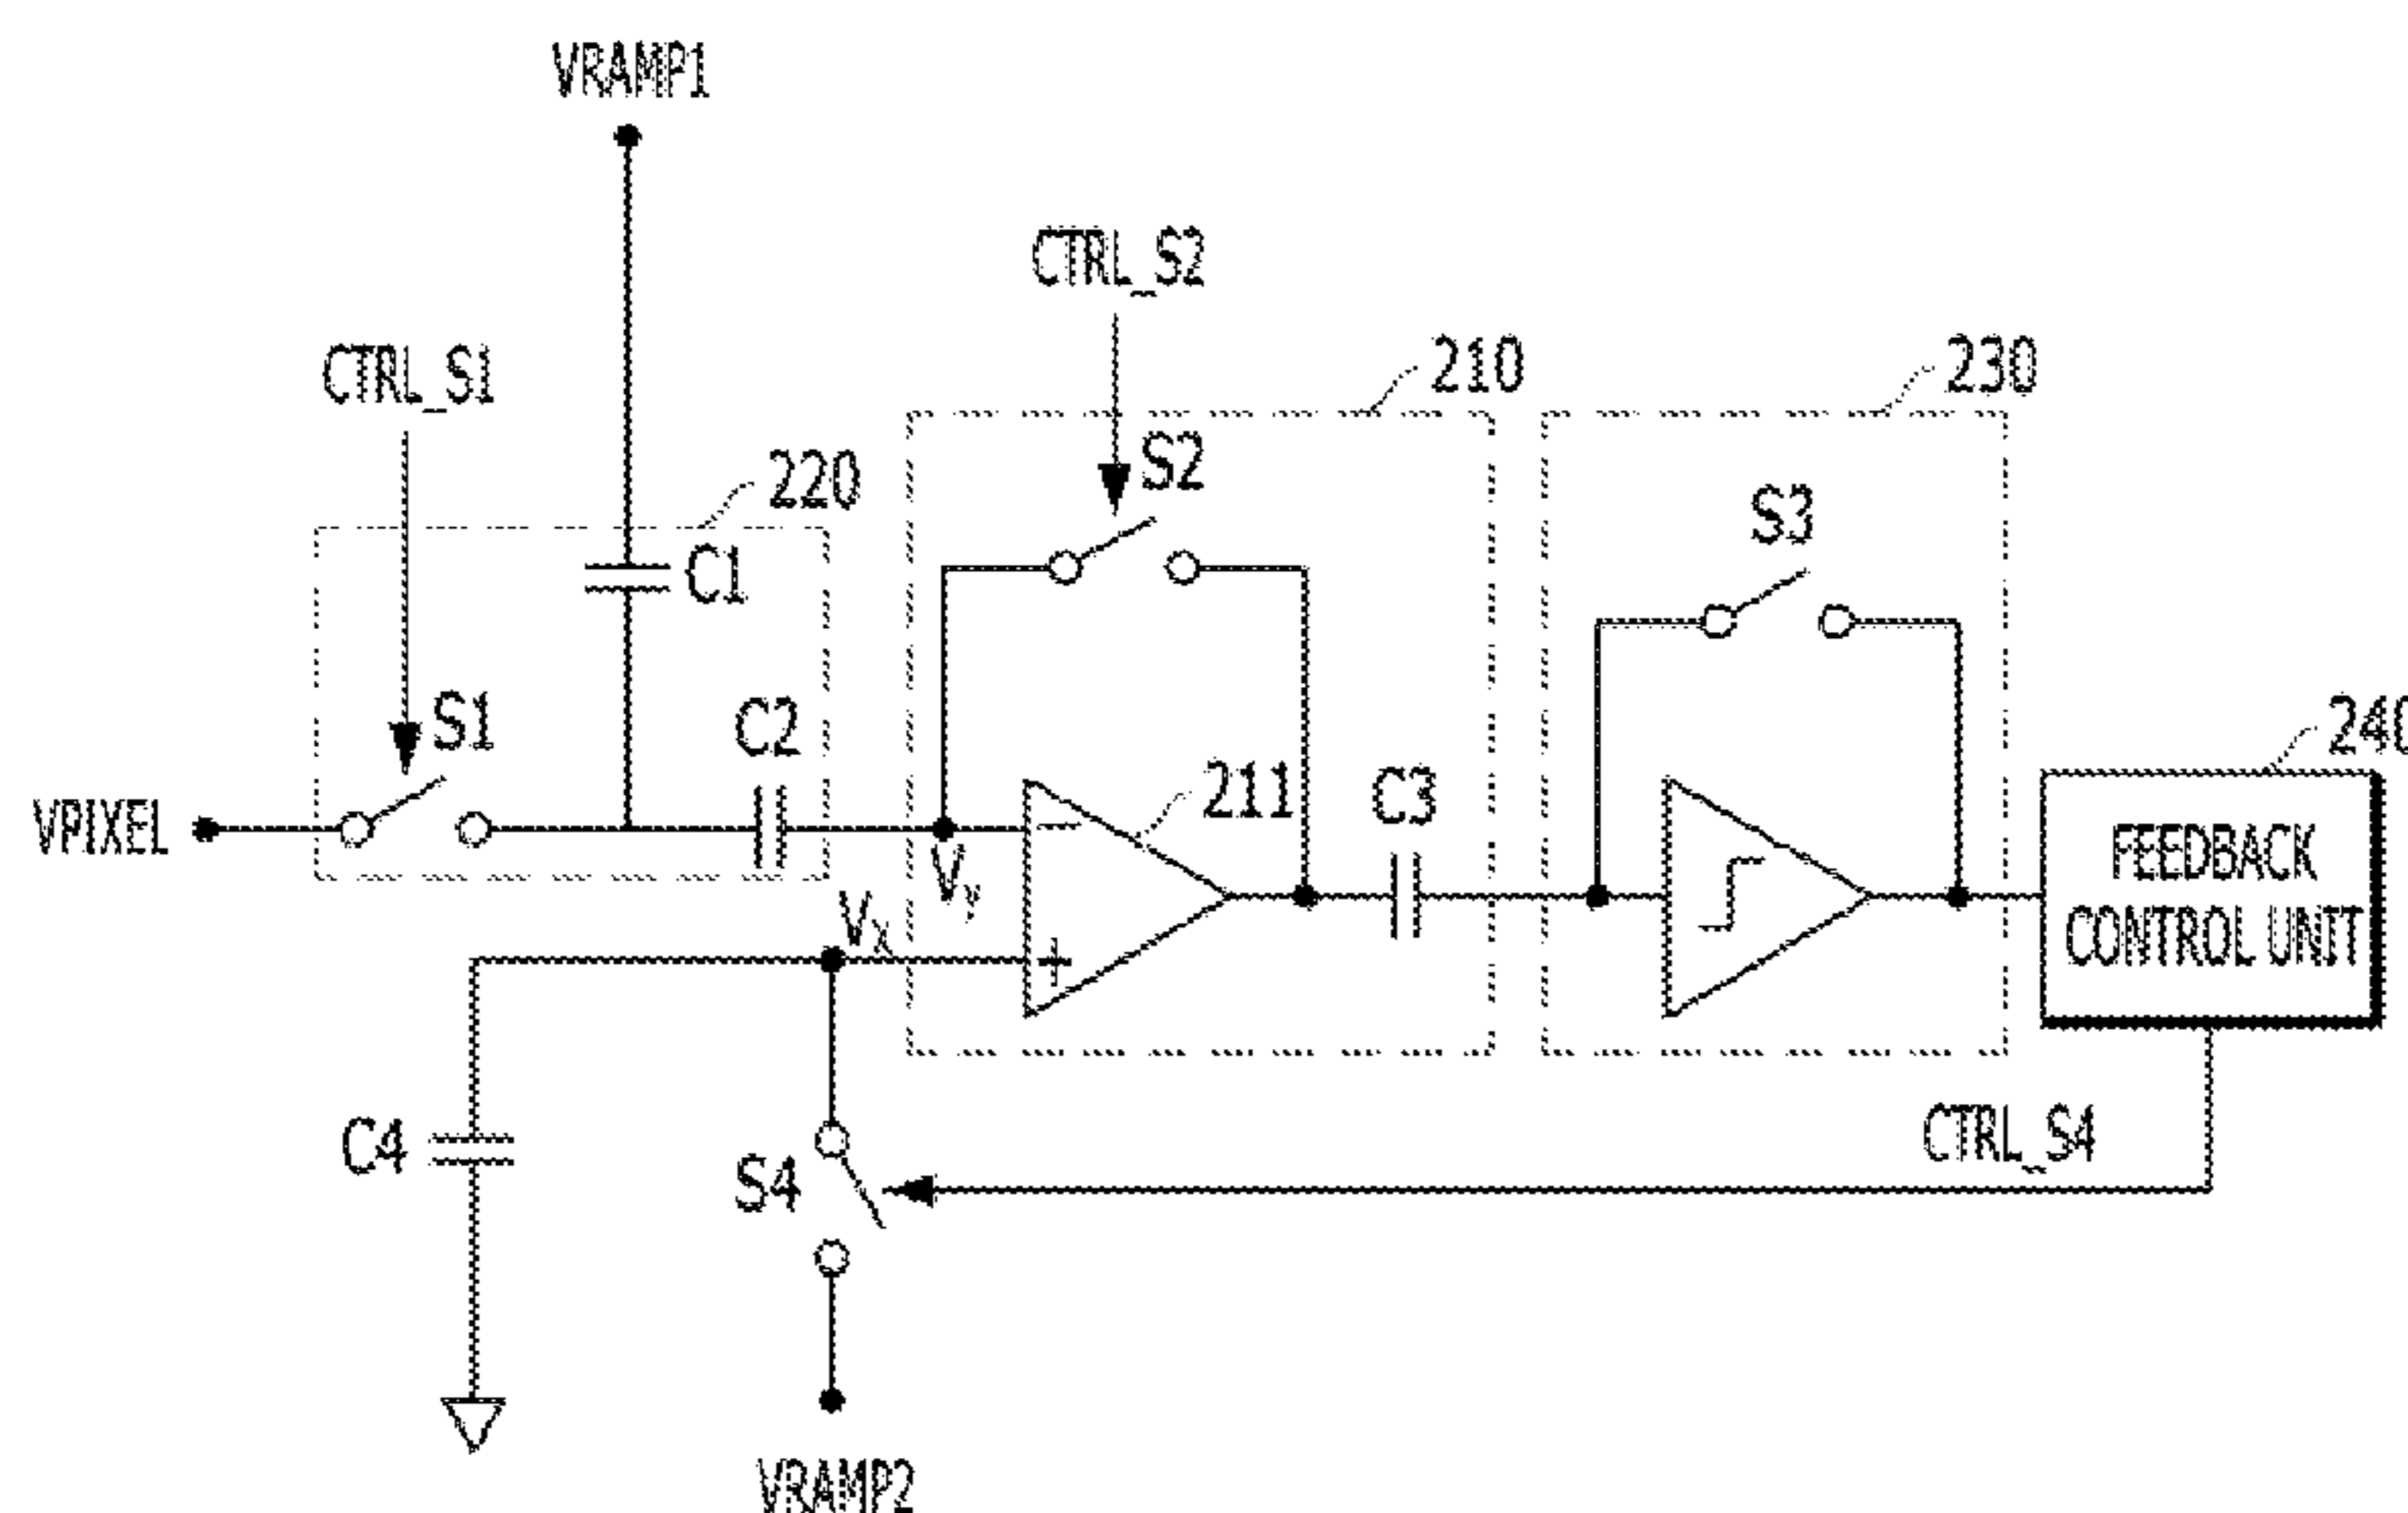 VRAMP1
CTRL_S2
CTRL_S1
210
230
220
S2
S3
C1
S1
C2
240
211
C3
VPIXEL
Vy
−
FEEDBACK
CONTROL UNIT
Vx
+
C4
S4
CTRL_S4
VRAMP2